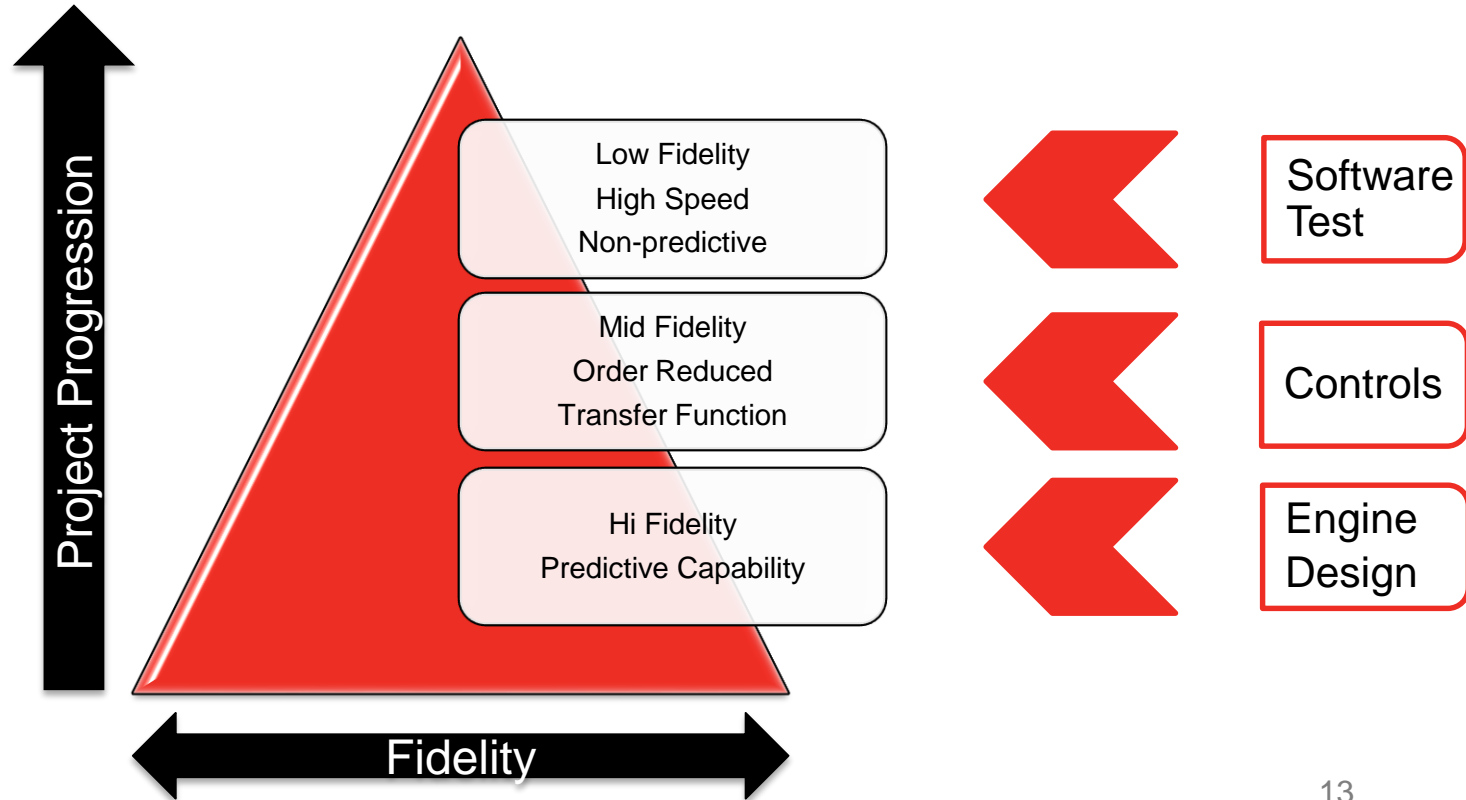 Project Progression
Low Fidelity
High Speed
Non-predictive
Software
Test
Mid Fidelity
Order Reduced
Transfer Function
Controls
Hi Fidelity
Predictive Capability
Engine
Design
Fidelity
13